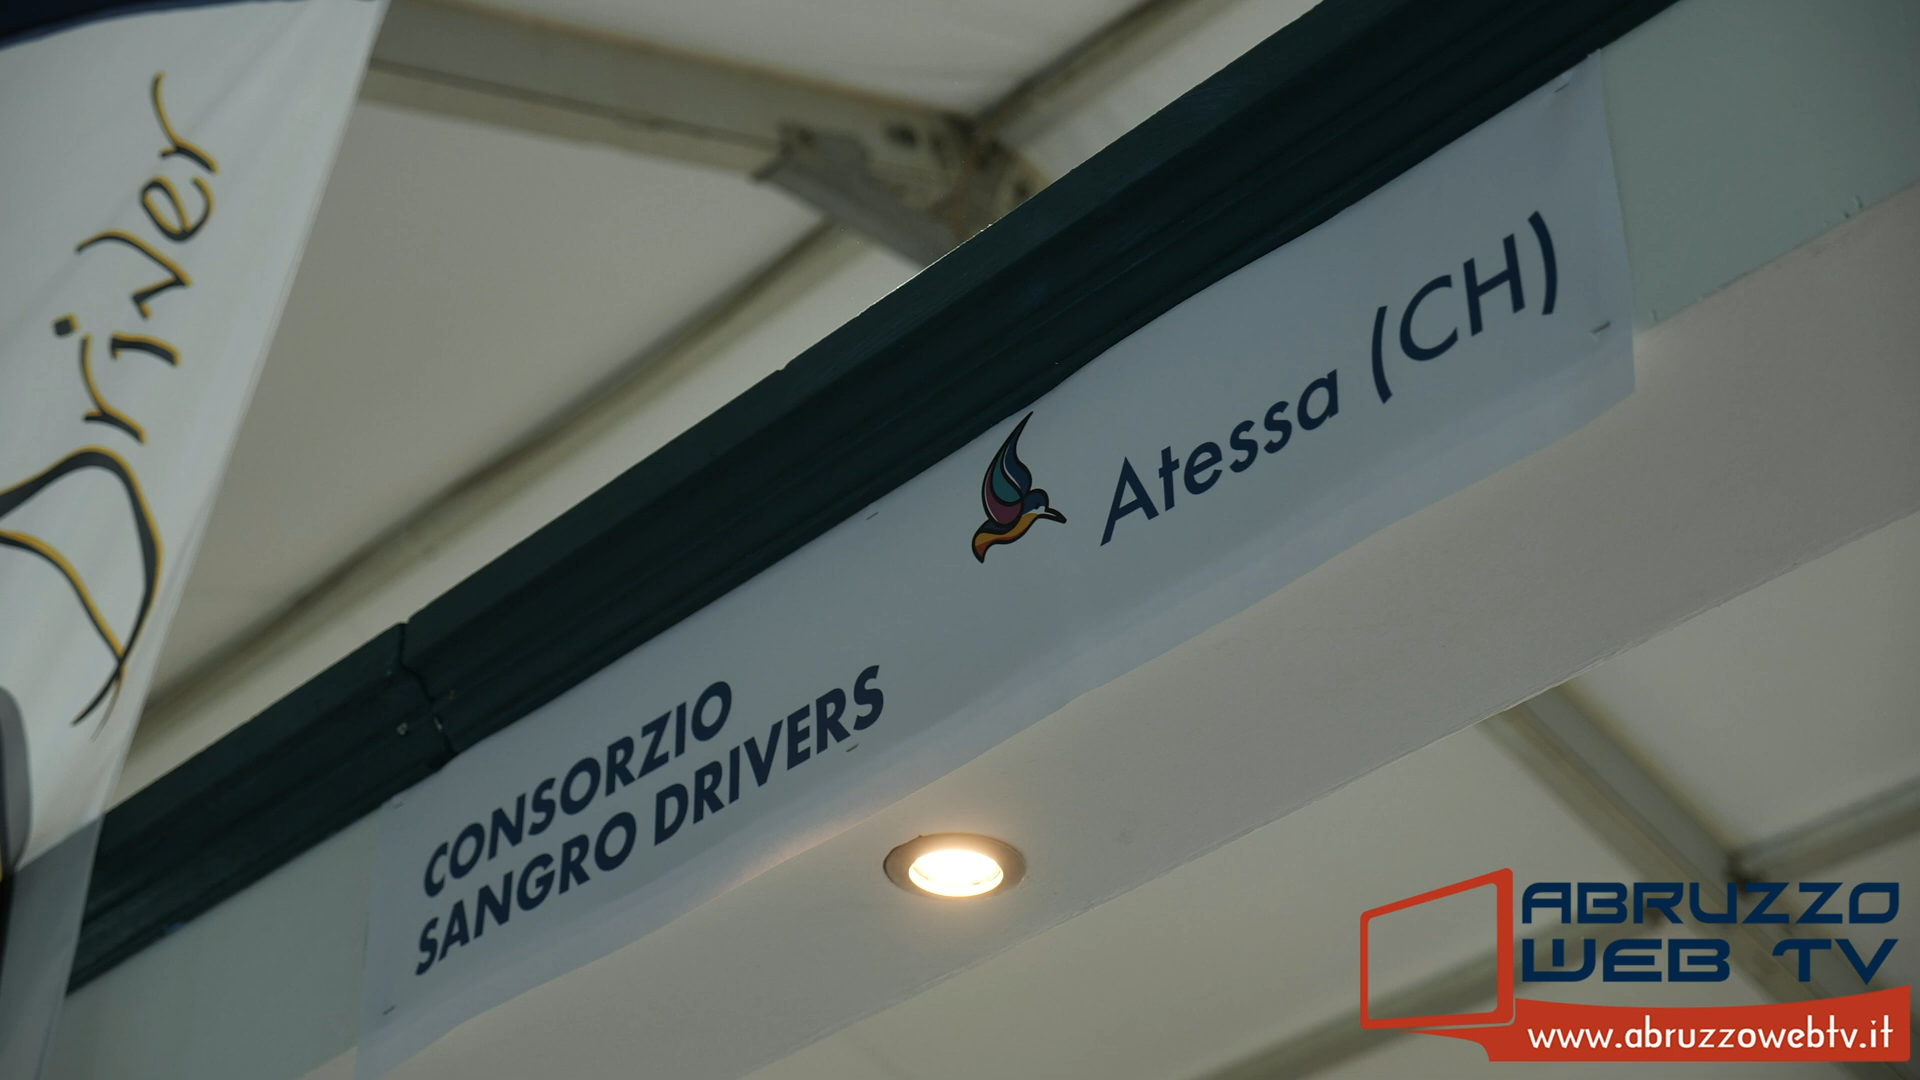 Driver
CONSORZIO
SANGRO DRIVERS
Atessa (CH)
ABRUZZO
WEB TV
www.abruzzowebtv.it